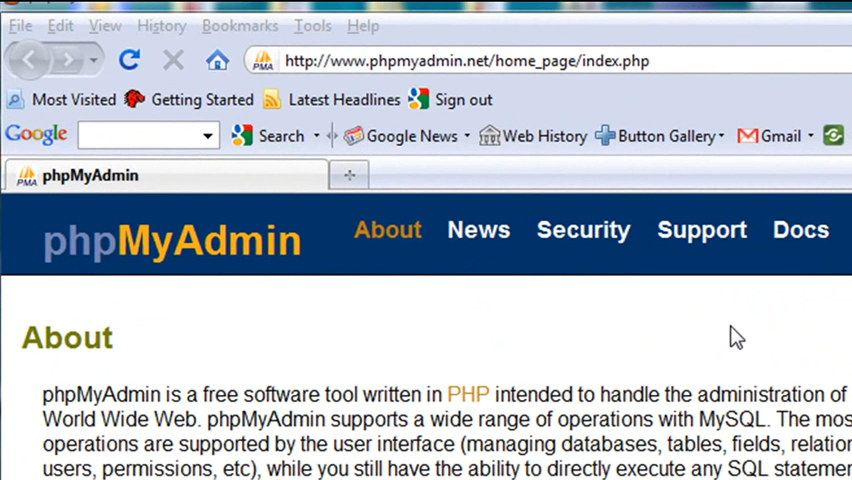 File Edit View History Bookmarks Tools Help
PMA http://www.phpmyadmin.net/home_page/index.php
Most Visited Getting Started Latest Headlines Sign out
Google Search Google News Web History Button Gallery Gmail
PMA phpMyAdmin
phpMyAdmin About News Security Support Docs
About
phpMyAdmin is a free software tool written in PHP intended to handle the administration of
World Wide Web. phpMyAdmin supports a wide range of operations with MySQL. The mos
operations are supported by the user interface (managing databases, tables, fields, relation
users, permissions, etc), while you still have the ability to directly execute any SQL statemer